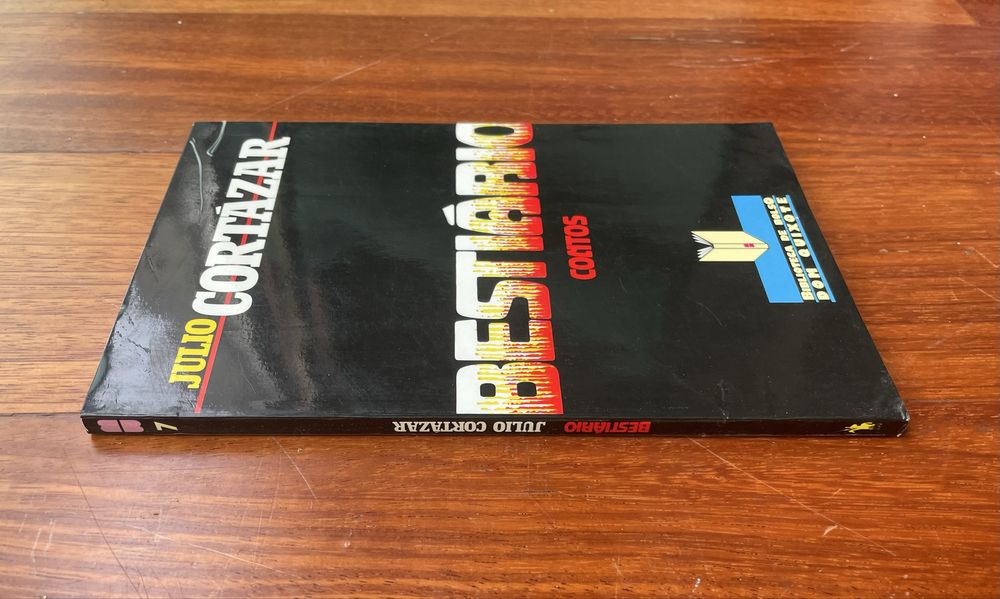 JULIO
CORTÁZAR
BESTIÁRIO
CONTOS
BIBLIOTECA DE BOLSO
DOM QUIXOTE
BESTIÁRIO
JULIO CORTÁZAR
7